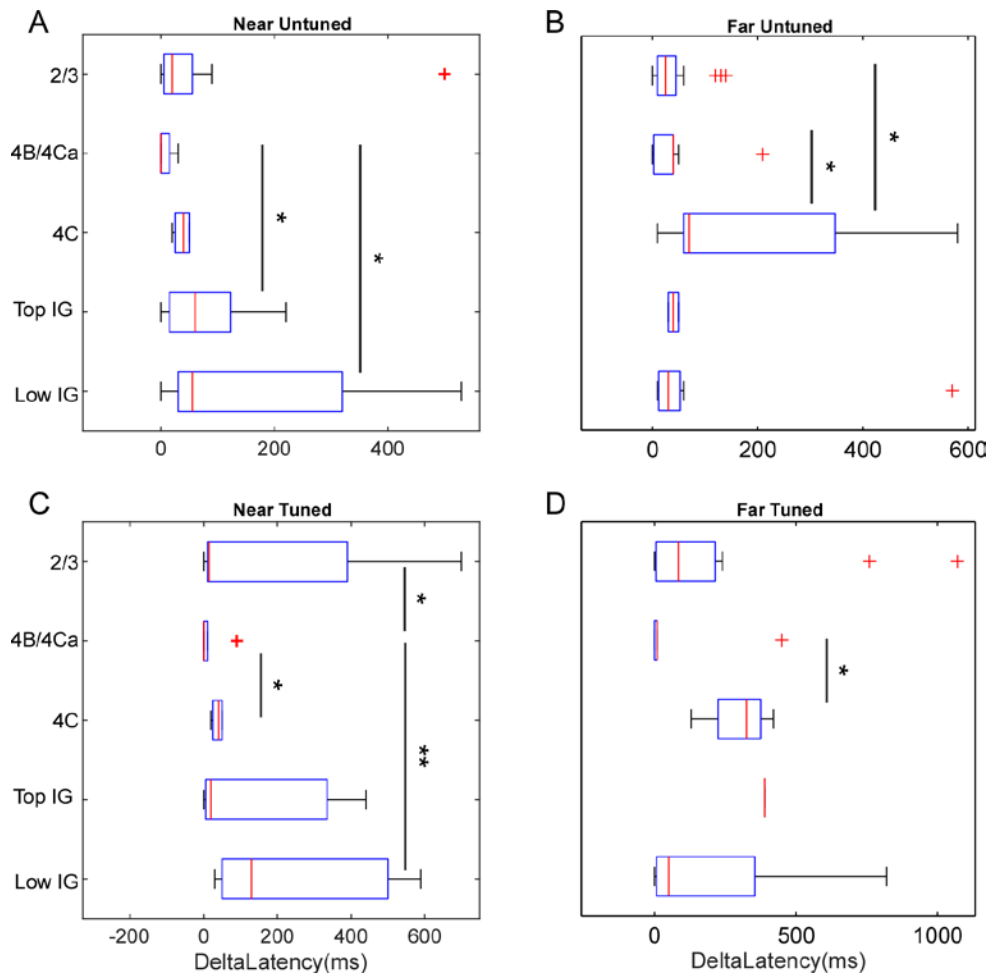 A
Near Untuned
B
Far Untuned
2/3
4B/4Ca
4C
Top IG
Low IG
*
*
*
*
0
200
400
0
200
400
600
C
Near Tuned
D
Far Tuned
2/3
4B/4Ca
4C
Top IG
Low IG
*
*
**
*
-200
0
200
400
600
0
500
1000
DeltaLatency(ms)
DeltaLatency(ms)